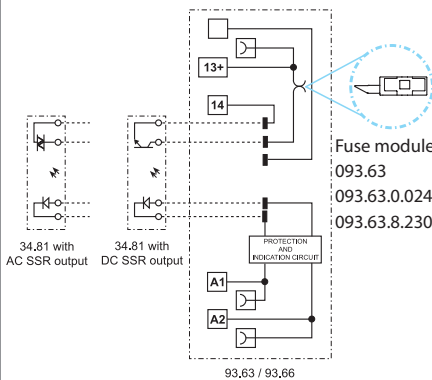 13+
14
Fuse module
093.63
093.63.0.024
093.63.8.230
34.81 with
AC SSR output
34.81 with
DC SSR output
PROTECTION
AND
INDICATION CIRCUIT
A1
A2
93.63 / 93.66